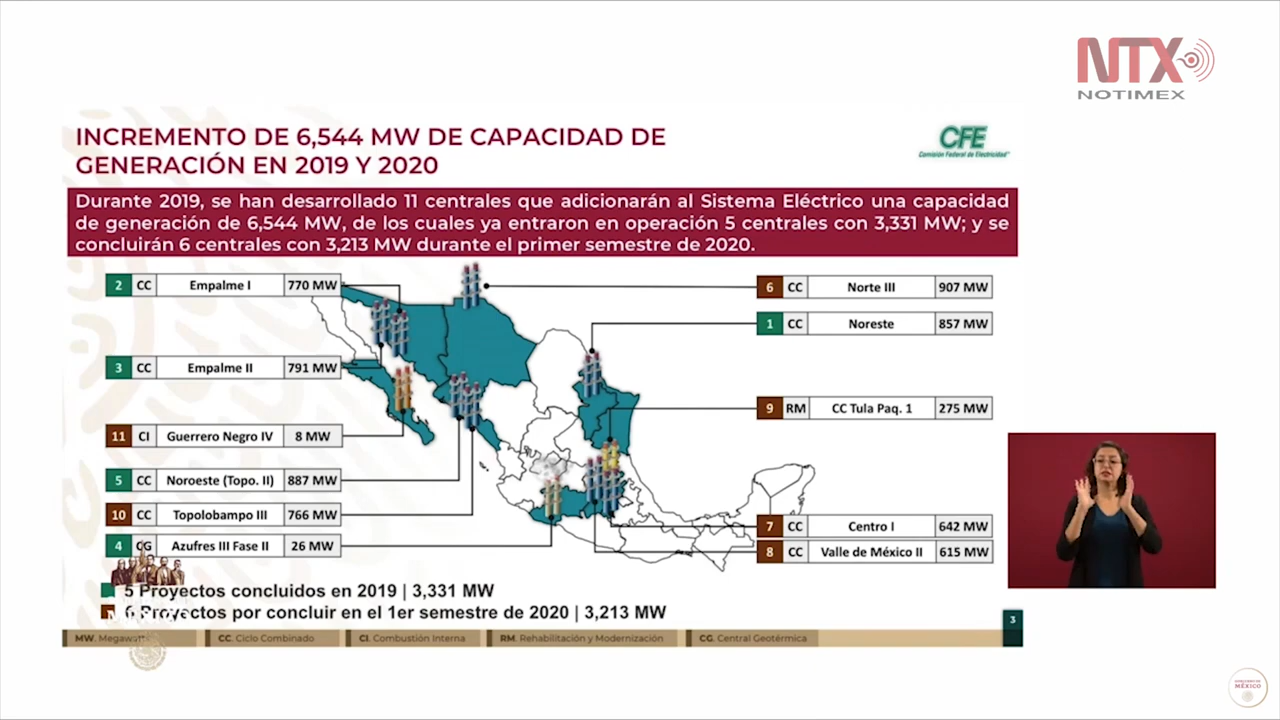 NTX
NOTIMEX
INCREMENTO DE 6,544 MW DE CAPACIDAD DE
GENERACIÓN EN 2019 Y 2020
CFE
Comisión Federal de Electricidad
Durante 2019, se han desarrollado 11 centrales que adicionarán al Sistema Eléctrico una capacidad
de generación de 6,544 MW, de los cuales ya entraron en operación 5 centrales con 3,331 MW; y se
concluirán 6 centrales con 3,213 MW durante el primer semestre de 2020.
2 CC Empalme I 770 MW
3 CC Empalme II 791 MW
11 CI Guerrero Negro IV 8 MW
5 CC Noroeste (Topo. II) 887 MW
10 CC Topolobampo III 766 MW
4 CG Azufres III Fase II 26 MW
6 CC Norte III 907 MW
1 CC Noreste 857 MW
9 RM CC Tula Paq. 1 275 MW
7 CC Centro I 642 MW
8 CC Valle de México II 615 MW
5 Proyectos concluidos en 2019 | 3,331 MW
6 Proyectos por concluir en el 1er semestre de 2020 | 3,213 MW
MW. Megawatts
CC. Ciclo Combinado
CI. Combustión Interna
RM. Rehabilitación y Modernización
CG. Central Geotérmica
3
GOBIERNO DE
MÉXICO